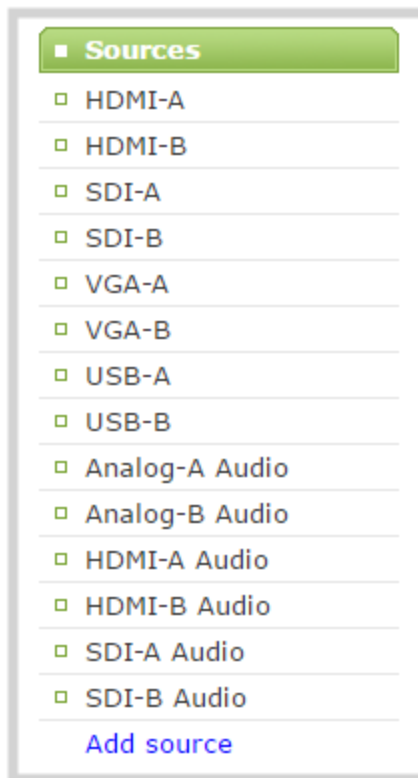 Sources
HDMI-A
HDMI-B
SDI-A
SDI-B
VGA-A
VGA-B
USB-A
USB-B
Analog-A Audio
Analog-B Audio
HDMI-A Audio
HDMI-B Audio
SDI-A Audio
SDI-B Audio
Add source